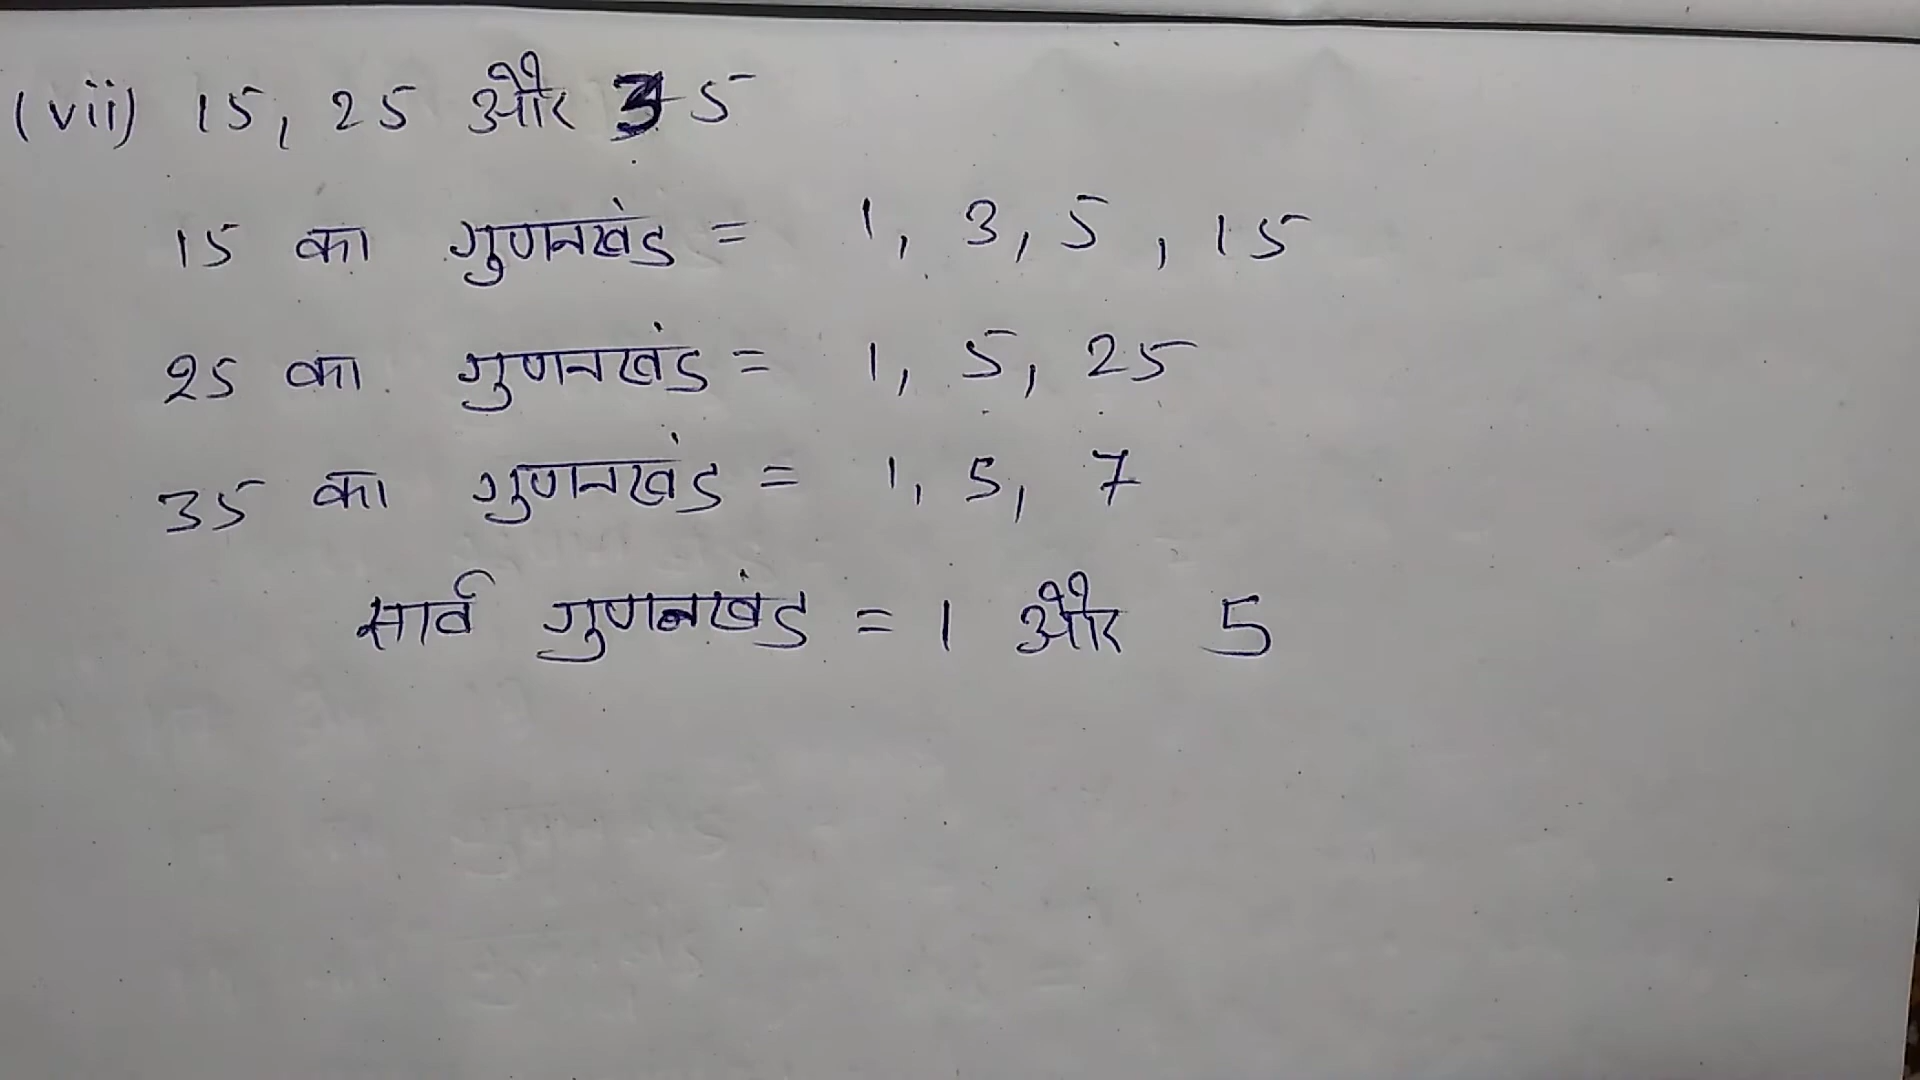 (vii) 15, 25 और 35
15 का गुणनखंड = 1, 3, 5, 15
25 का गुणनखंड = 1, 5, 25
35 का गुणनखंड = 1, 5, 7
सार्व गुणनखंड = 1 और 5